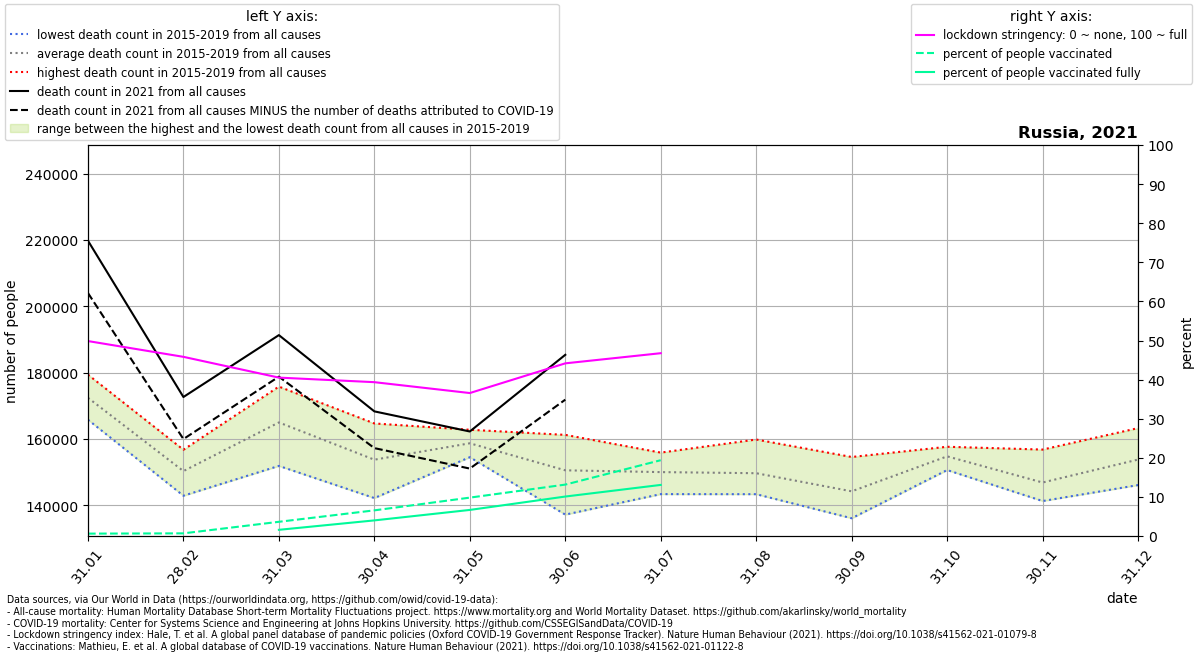 left Y axis:
lowest death count in 2015-2019 from all causes
average death count in 2015-2019 from all causes
highest death count in 2015-2019 from all causes
death count in 2021 from all causes
death count in 2021 from all causes MINUS the number of deaths attributed to COVID-19
range between the highest and the lowest death count from all causes in 2015-2019
right Y axis:
lockdown stringency: 0 ~ none, 100 ~ full
percent of people vaccinated
percent of people vaccinated fully
Russia, 2021
number of people
240000
220000
200000
180000
160000
140000
100
90
80
70
60
50
40
30
20
10
0
percent
31.01
28.02
31.03
30.04
31.05
30.06
31.07
31.08
30.09
31.10
30.11
31.12
date
Data sources, via Our World in Data (https://ourworldindata.org, https://github.com/owid/covid-19-data):
- All-cause mortality: Human Mortality Database Short-term Mortality Fluctuations project. https://www.mortality.org and World Mortality Dataset. https://github.com/akarlinsky/world_mortality
- COVID-19 mortality: Center for Systems Science and Engineering at Johns Hopkins University. https://github.com/CSSEGISandData/COVID-19
- Lockdown stringency index: Hale, T. et al. A global panel database of pandemic policies (Oxford COVID-19 Government Response Tracker). Nature Human Behaviour (2021). https://doi.org/10.1038/s41562-021-01079-8
- Vaccinations: Mathieu, E. et al. A global database of COVID-19 vaccinations. Nature Human Behaviour (2021). https://doi.org/10.1038/s41562-021-01122-8